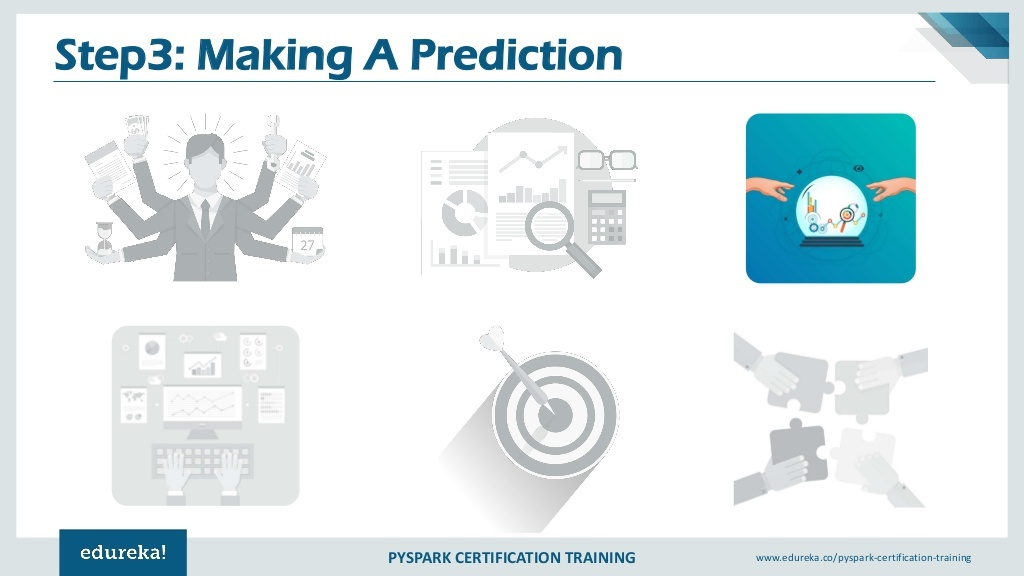 Step3: Making A Prediction
27
edureka!
PYSPARK CERTIFICATION TRAINING
www.edureka.co/pyspark-certification-training